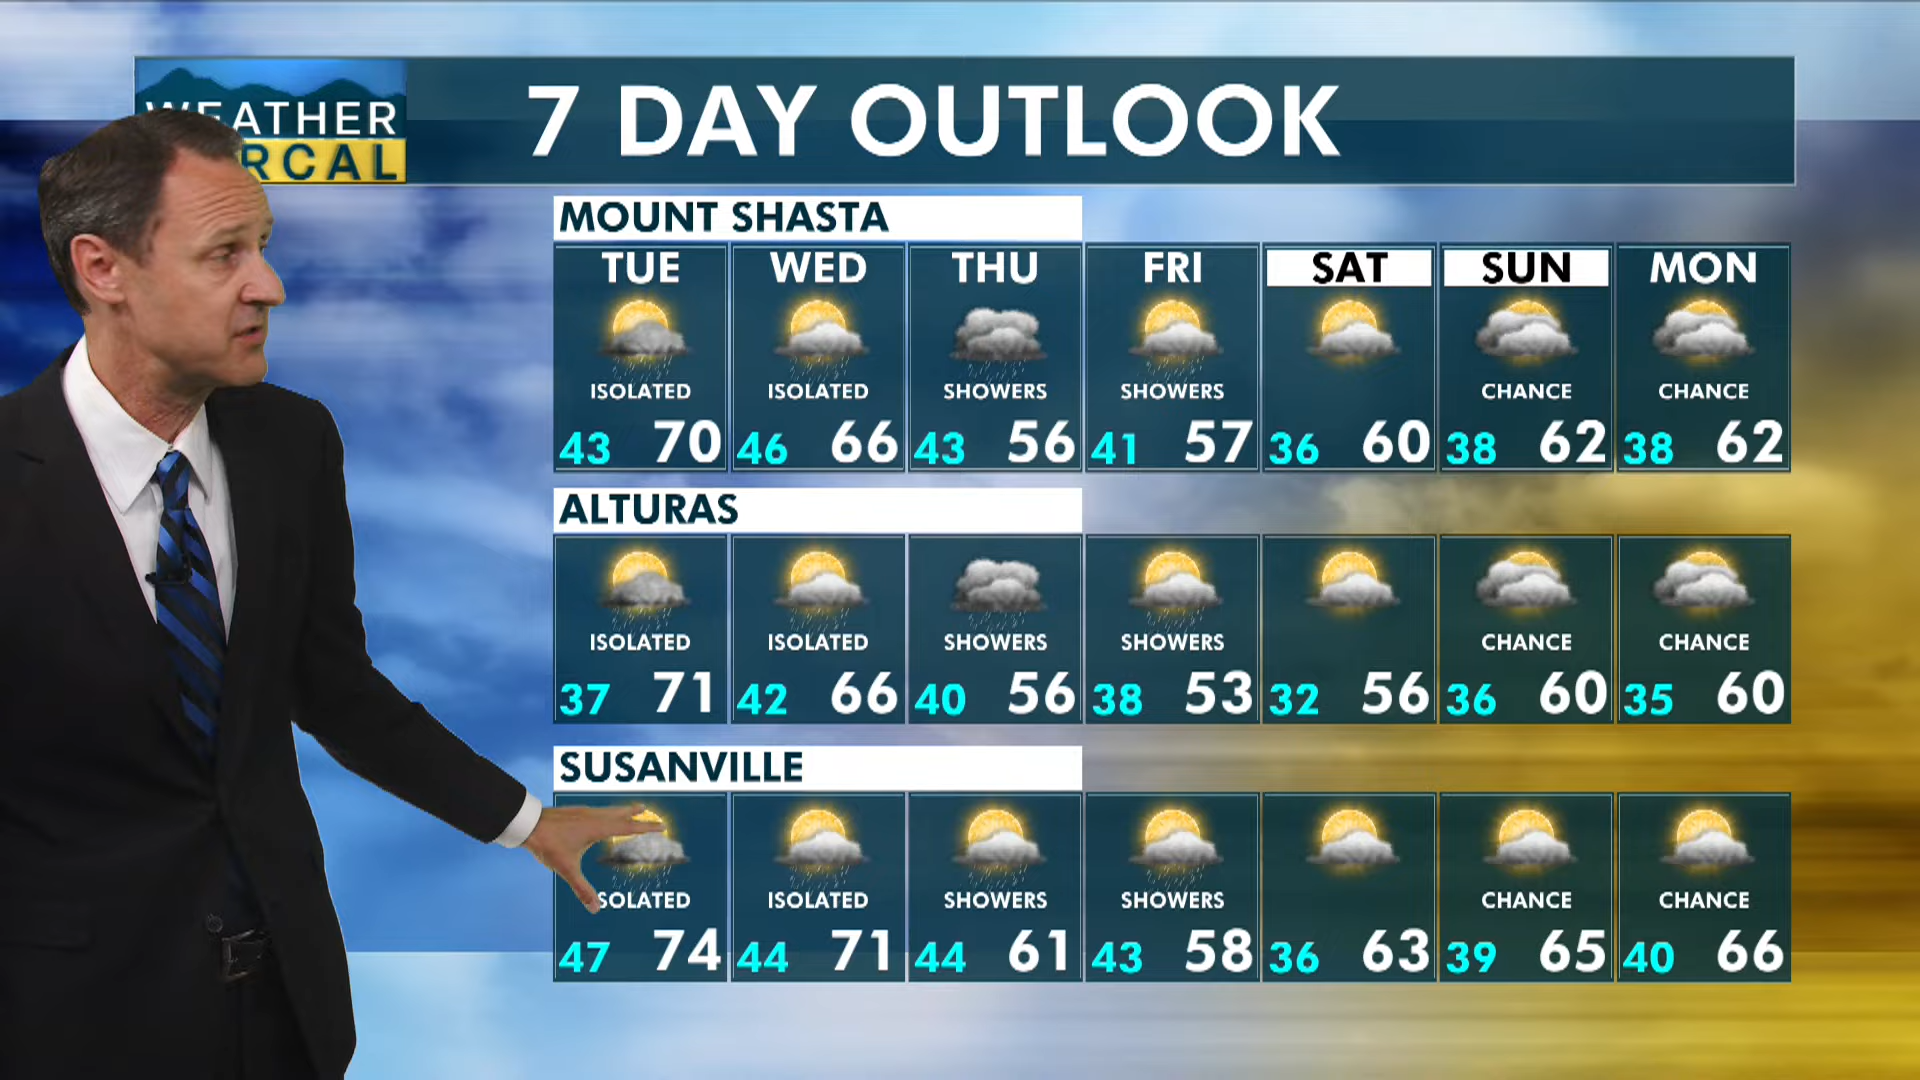 WEATHER
RCAL
7 DAY OUTLOOK
MOUNT SHASTA
TUE WED THU FRI SAT SUN MON
ISOLATED ISOLATED SHOWERS SHOWERS CHANCE CHANCE
43 70 46 66 43 56 41 57 36 60 38 62 38 62
ALTURAS
ISOLATED ISOLATED SHOWERS SHOWERS CHANCE CHANCE
37 71 42 66 40 56 38 53 32 56 36 60 35 60
SUSANVILLE
SOLATED ISOLATED SHOWERS SHOWERS CHANCE CHANCE
47 74 44 71 44 61 43 58 36 63 39 65 40 66